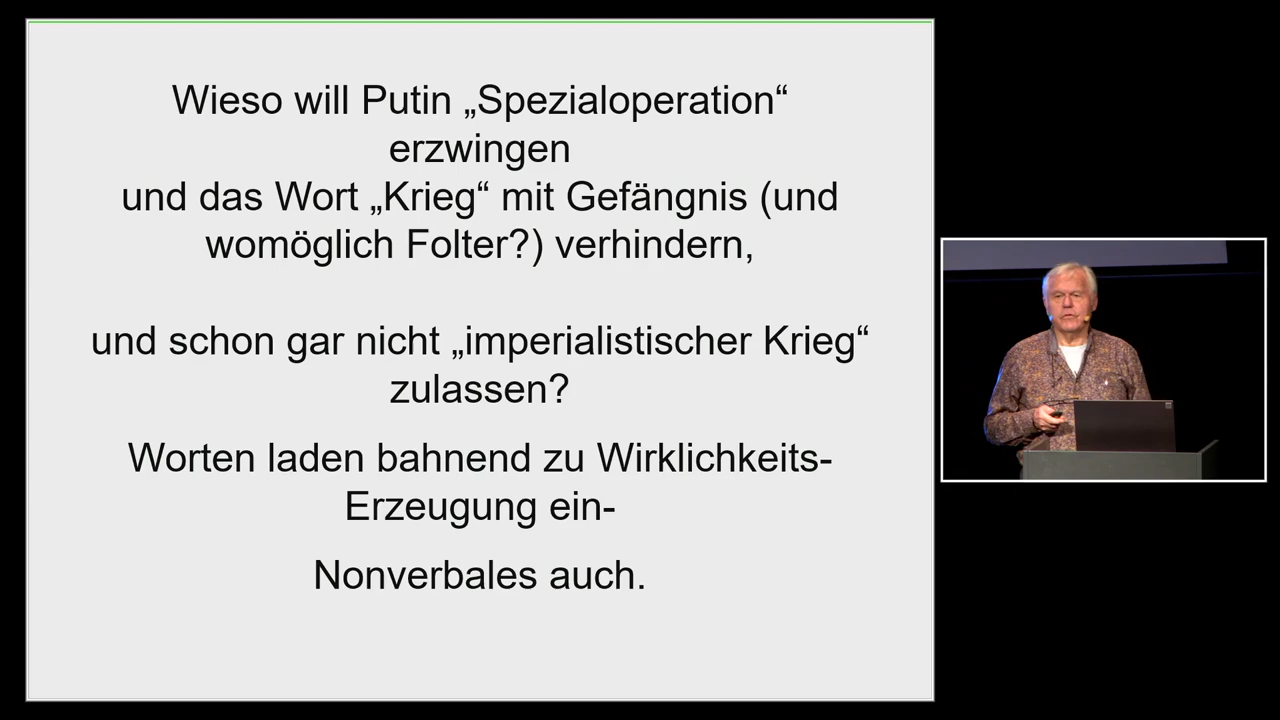 Wieso will Putin „Spezialoperation“
erzwingen
und das Wort „Krieg“ mit Gefängnis (und
womöglich Folter?) verhindern,
und schon gar nicht „imperialistischer Krieg“
zulassen?
Worten laden bahnend zu Wirklichkeits-
Erzeugung ein-
Nonverbales auch.